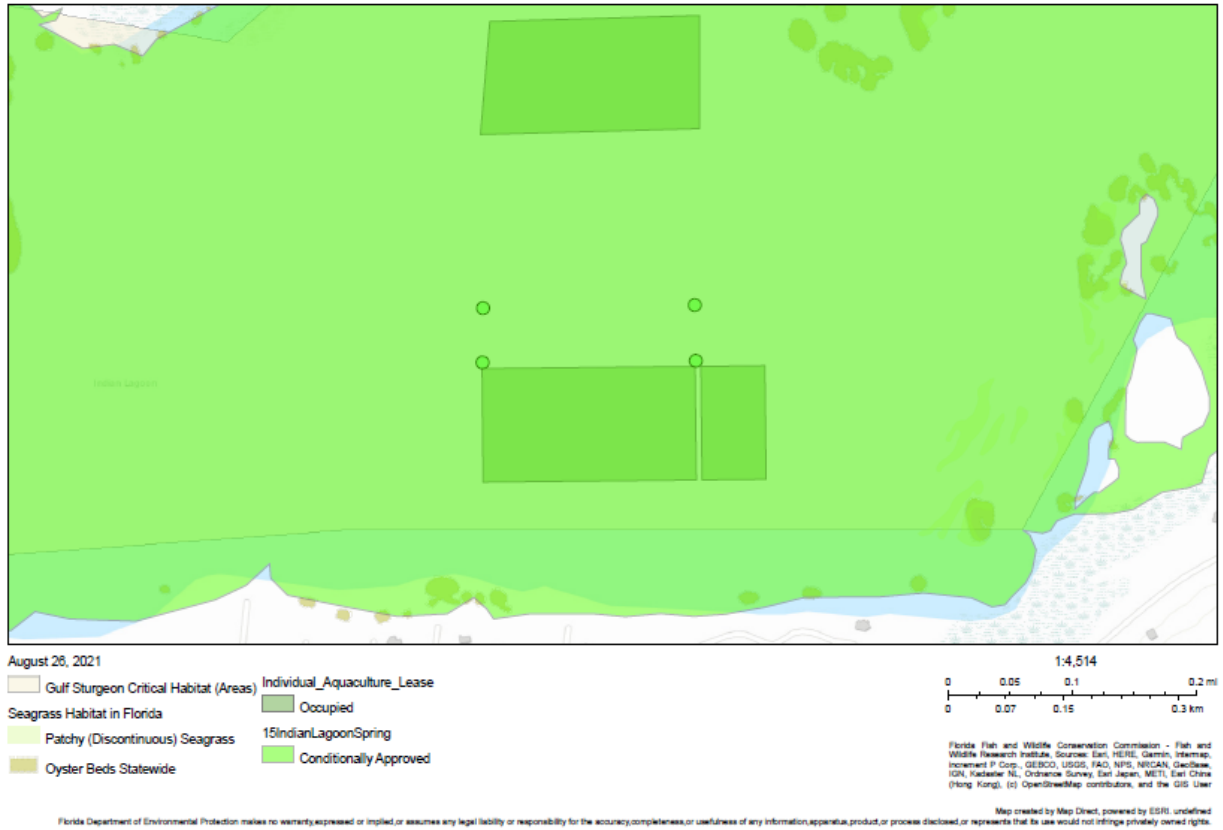 Indian Lagoon
August 26, 2021
Gulf Sturgeon Critical Habitat (Areas)
Seagrass Habitat in Florida
Patchy (Discontinuous) Seagrass
Oyster Beds Statewide
Individual_Aquaculture_Lease
Occupied
15IndianLagoonSpring
Conditionally Approved
1:4,514
0 0.05 0.1 0.2 mi
0 0.07 0.15 0.3 km
Florida Fish and Wildlife Conservation Commission - Fish and
Wildlife Research Institute, Sources: Esri, HERE, Garmin, Intermap,
increment P Corp., GEBCO, USGS, FAO, NPS, NRCAN, GeoBase,
IGN, Kadaster NL, Ordnance Survey, Esri Japan, METI, Esri China
(Hong Kong), (c) OpenStreetMap contributors, and the GIS User
Map created by Map Direct, powered by ESRI. undefined
Florida Department of Environmental Protection makes no warranty,expressed or implied,or assumes any legal liability or responsibility for the accuracy,completeness,or usefulness of any information,apparatus,product,or process disclosed,or represents that its use would not infringe privately owned rights.